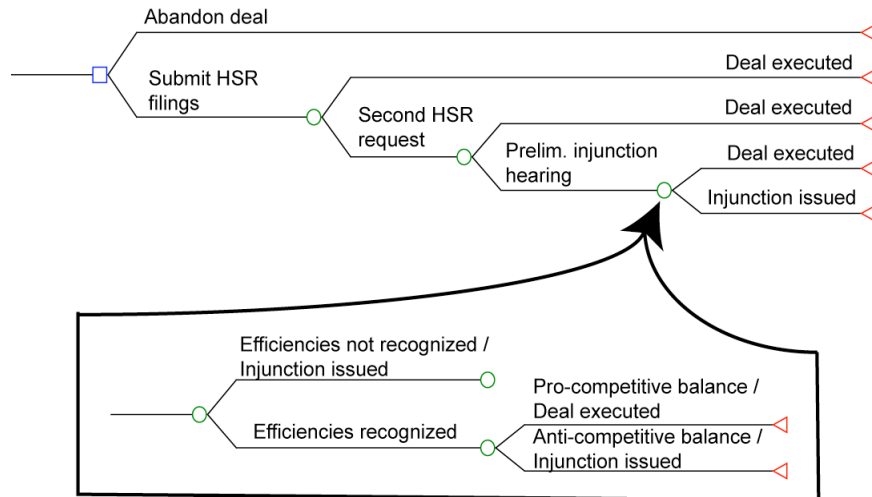 Abandon deal
Submit HSR
filings
Deal executed
Second HSR
request
Deal executed
Prelim. injunction
hearing
Deal executed
Injunction issued
Efficiencies not recognized /
Injunction issued
Efficiencies recognized
Pro-competitive balance /
Deal executed
Anti-competitive balance /
Injunction issued